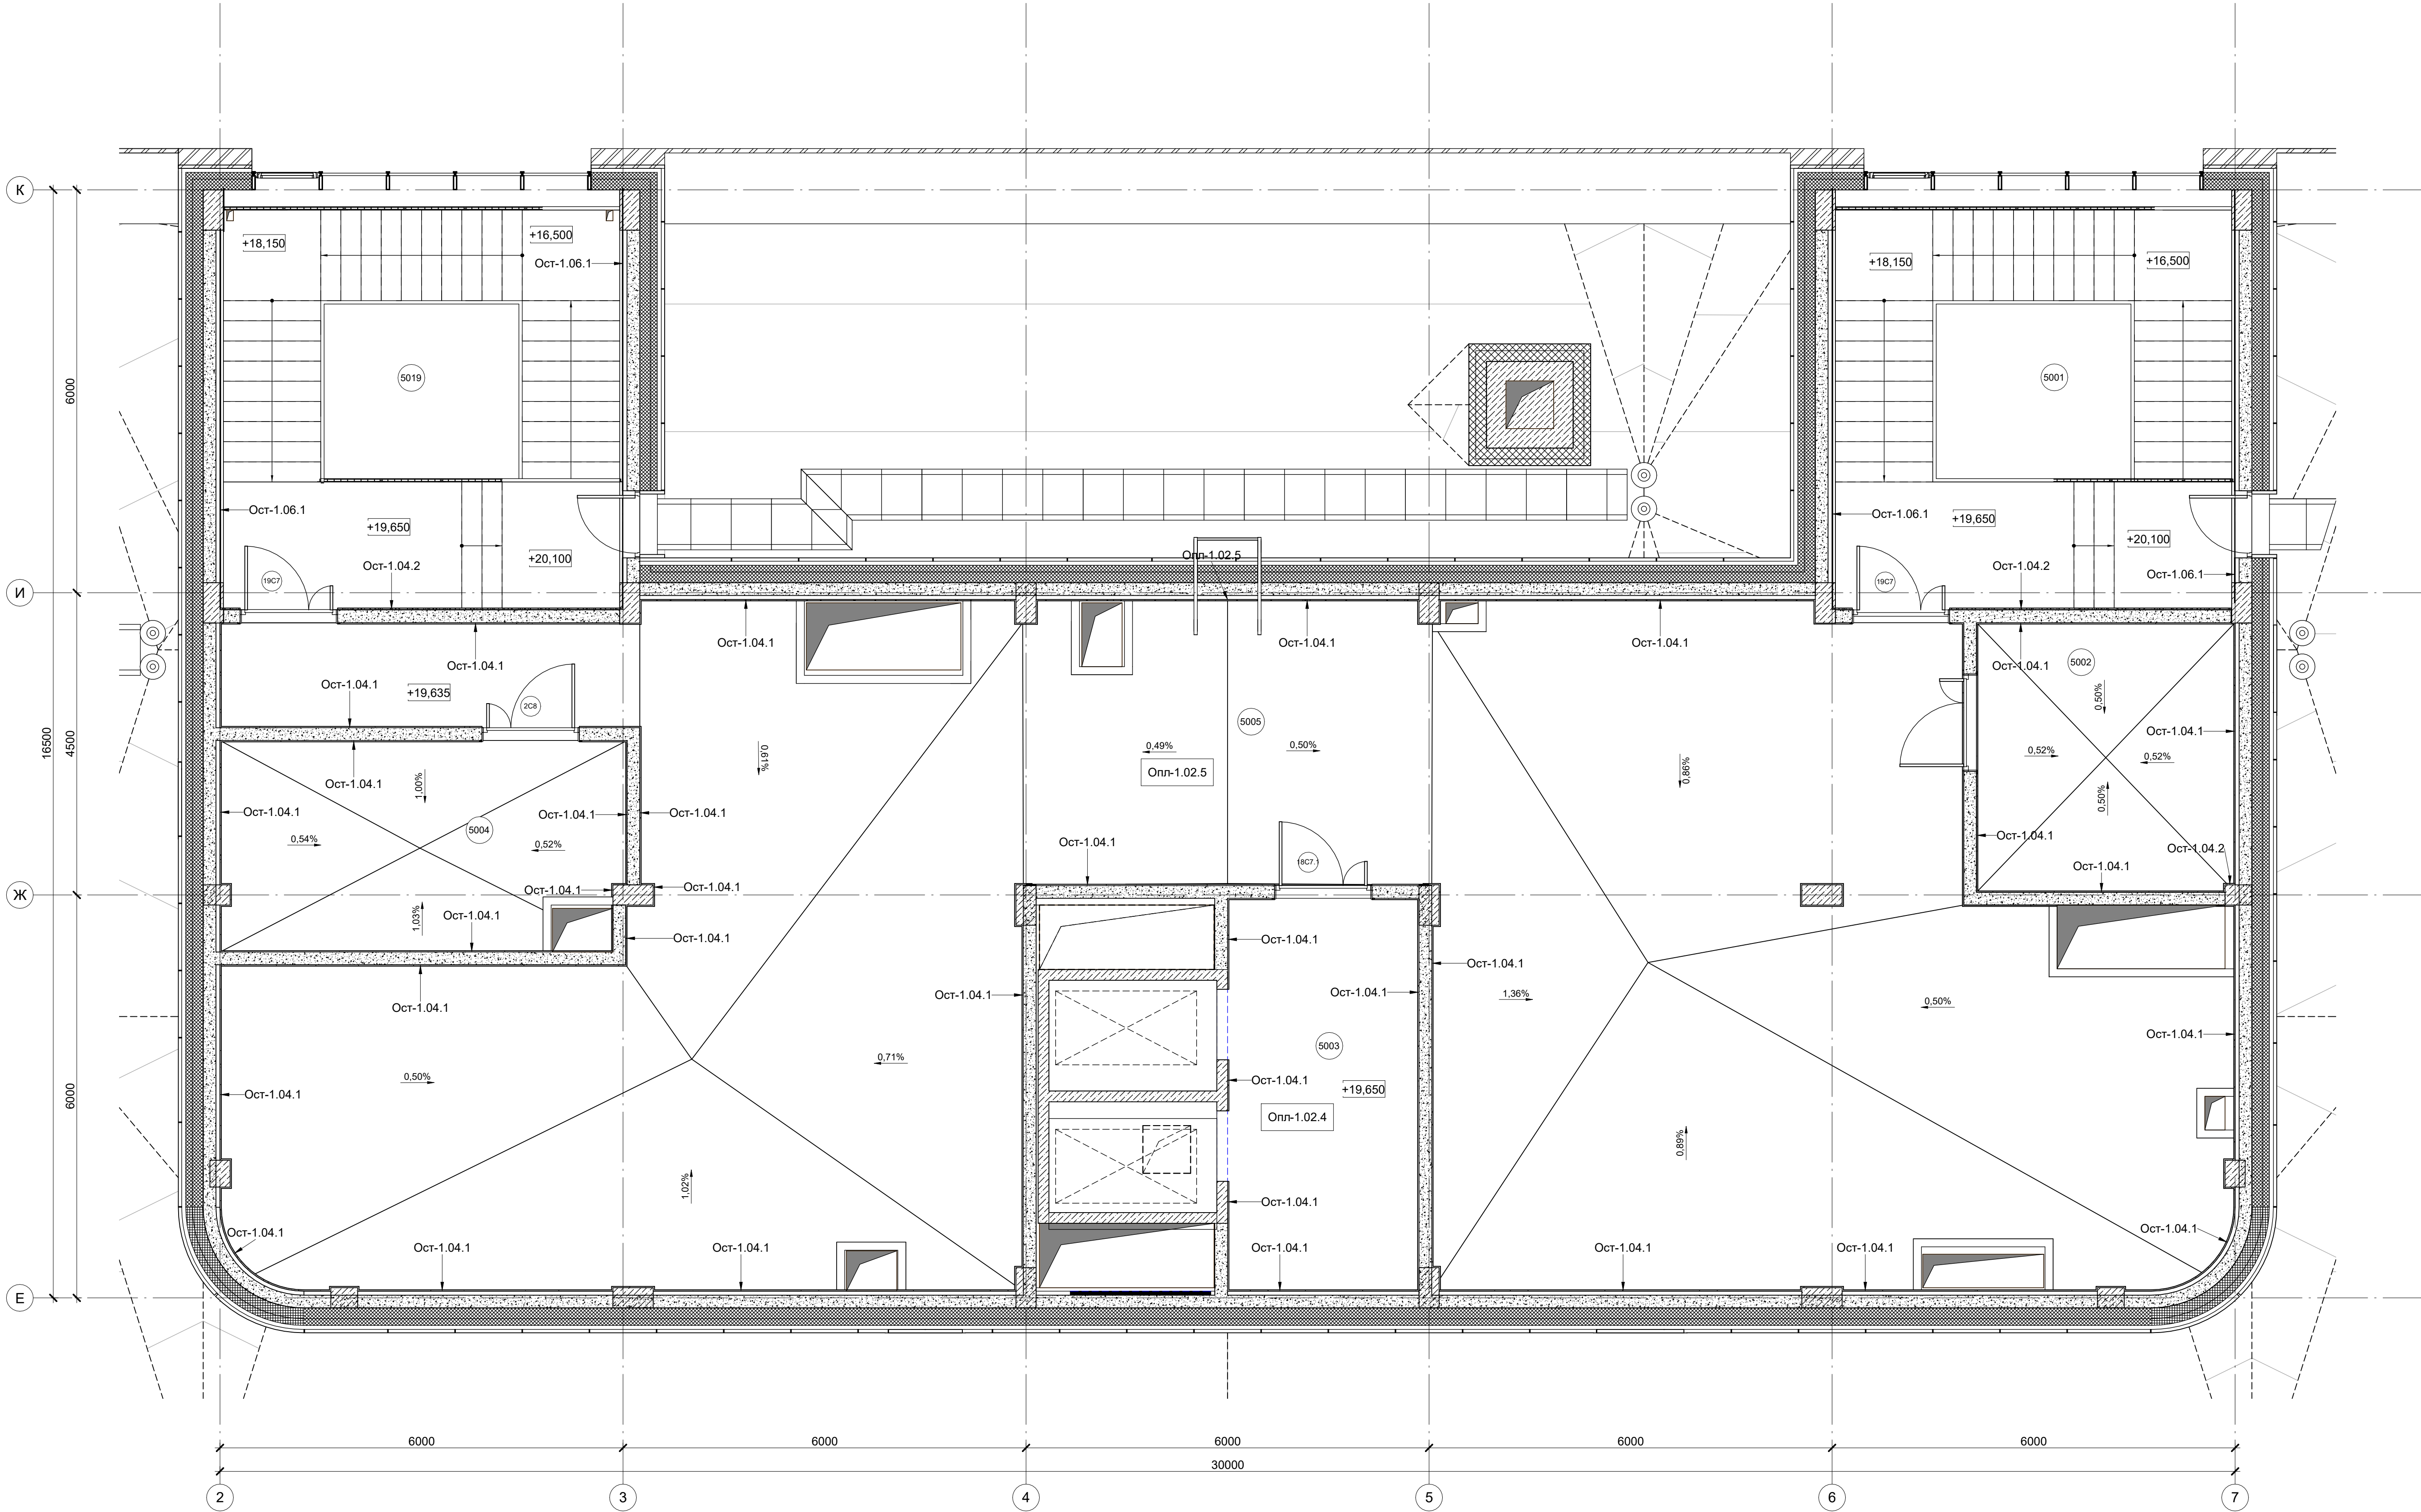 К
+18,150
+16,500
Ост-1.06.1
+18,150
+16,500
6000
5019
5001
Ост-1.06.1
+19,650
+20,100
Ост-1.04.2
19С7
Опл-1.02.5
Ост-1.06.1
+19,650
+20,100
Ост-1.04.2
Ост-1.06.1
19С7
И
Ост-1.04.1
Ост-1.04.1
Ост-1.04.1
Ост-1.04.1
Ост-1.04.1
5002
Ост-1.04.1
+19,635
2С8
0,50%
16500
4500
5005
Ост-1.04.1
0,61%
0,49%
0,50%
0,86%
0,52%
0,52%
Опл-1.02.5
Ост-1.04.1
1,00%
0,50%
Ост-1.04.1
Ост-1.04.1
Ост-1.04.1
5004
0,54%
0,52%
Ост-1.04.1
18С7.1
Ост-1.04.1
Ост-1.04.2
Ост-1.04.1
Ж
Ост-1.04.1
Ост-1.04.1
1,03%
Ост-1.04.1
Ост-1.04.1
Ост-1.04.1
Ост-1.04.1
Ост-1.04.1
Ост-1.04.1
Ост-1.04.1
1,36%
0,50%
Ост-1.04.1
5003
Ост-1.04.1
0,71%
0,50%
Ост-1.04.1
+19,650
6000
Ост-1.04.1
Опл-1.02.4
0,89%
1,02%
Ост-1.04.1
Ост-1.04.1
Ост-1.04.1
Ост-1.04.1
Ост-1.04.1
Ост-1.04.1
Ост-1.04.1
Ост-1.04.1
Е
6000
6000
6000
6000
6000
30000
2
3
4
5
6
7